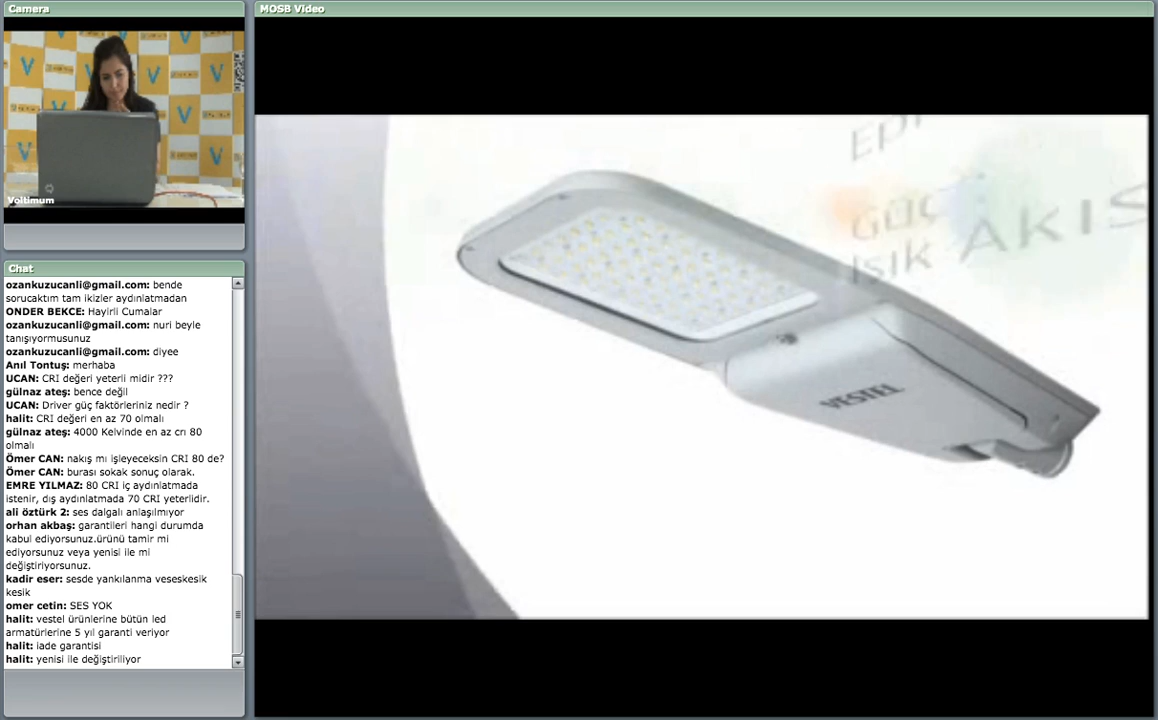 Camera
Voltimum
MOSB Video
Güç
Işık AKIŞ
VESTEL
Chat
ozankuzucanli@gmail.com: bende
sorucaktım tam ikizler aydınlatmadan
ONDER BEKCE: Hayirli Cumalar
ozankuzucanli@gmail.com: nuri beyle
tanışıyormusunuz
ozankuzucanli@gmail.com: diyee
Anıl Tontuş: merhaba
UCAN: CRI değeri yeterli midir ???
gülnaz ateş: bence değil
UCAN: Driver güç faktörleriniz nedir ?
halit: CRI değeri en az 70 olmalı
gülnaz ateş: 4000 Kelvinde en az crı 80
olmalı
Ömer CAN: nakış mı işleyeceksin CRI 80 de?
Ömer CAN: burası sokak sonuç olarak.
EMRE YILMAZ: 80 CRI iç aydınlatmada
istenir, dış aydınlatmada 70 CRI yeterlidir.
ali öztürk 2: ses dalgalı anlaşılmıyor
orhan akbaş: garantileri hangi durumda
kabul ediyorsunuz.ürünü tamir mi
ediyorsunuz veya yenisi ile mi
değiştiriyorsunuz.
kadir eser: sesde yankılanma veseskesik
kesik
omer cetin: SES YOK
halit: vestel ürünlerine bütün led
armatürlerine 5 yıl garanti veriyor
halit: iade garantisi
halit: yenisi ile değiştiriliyor